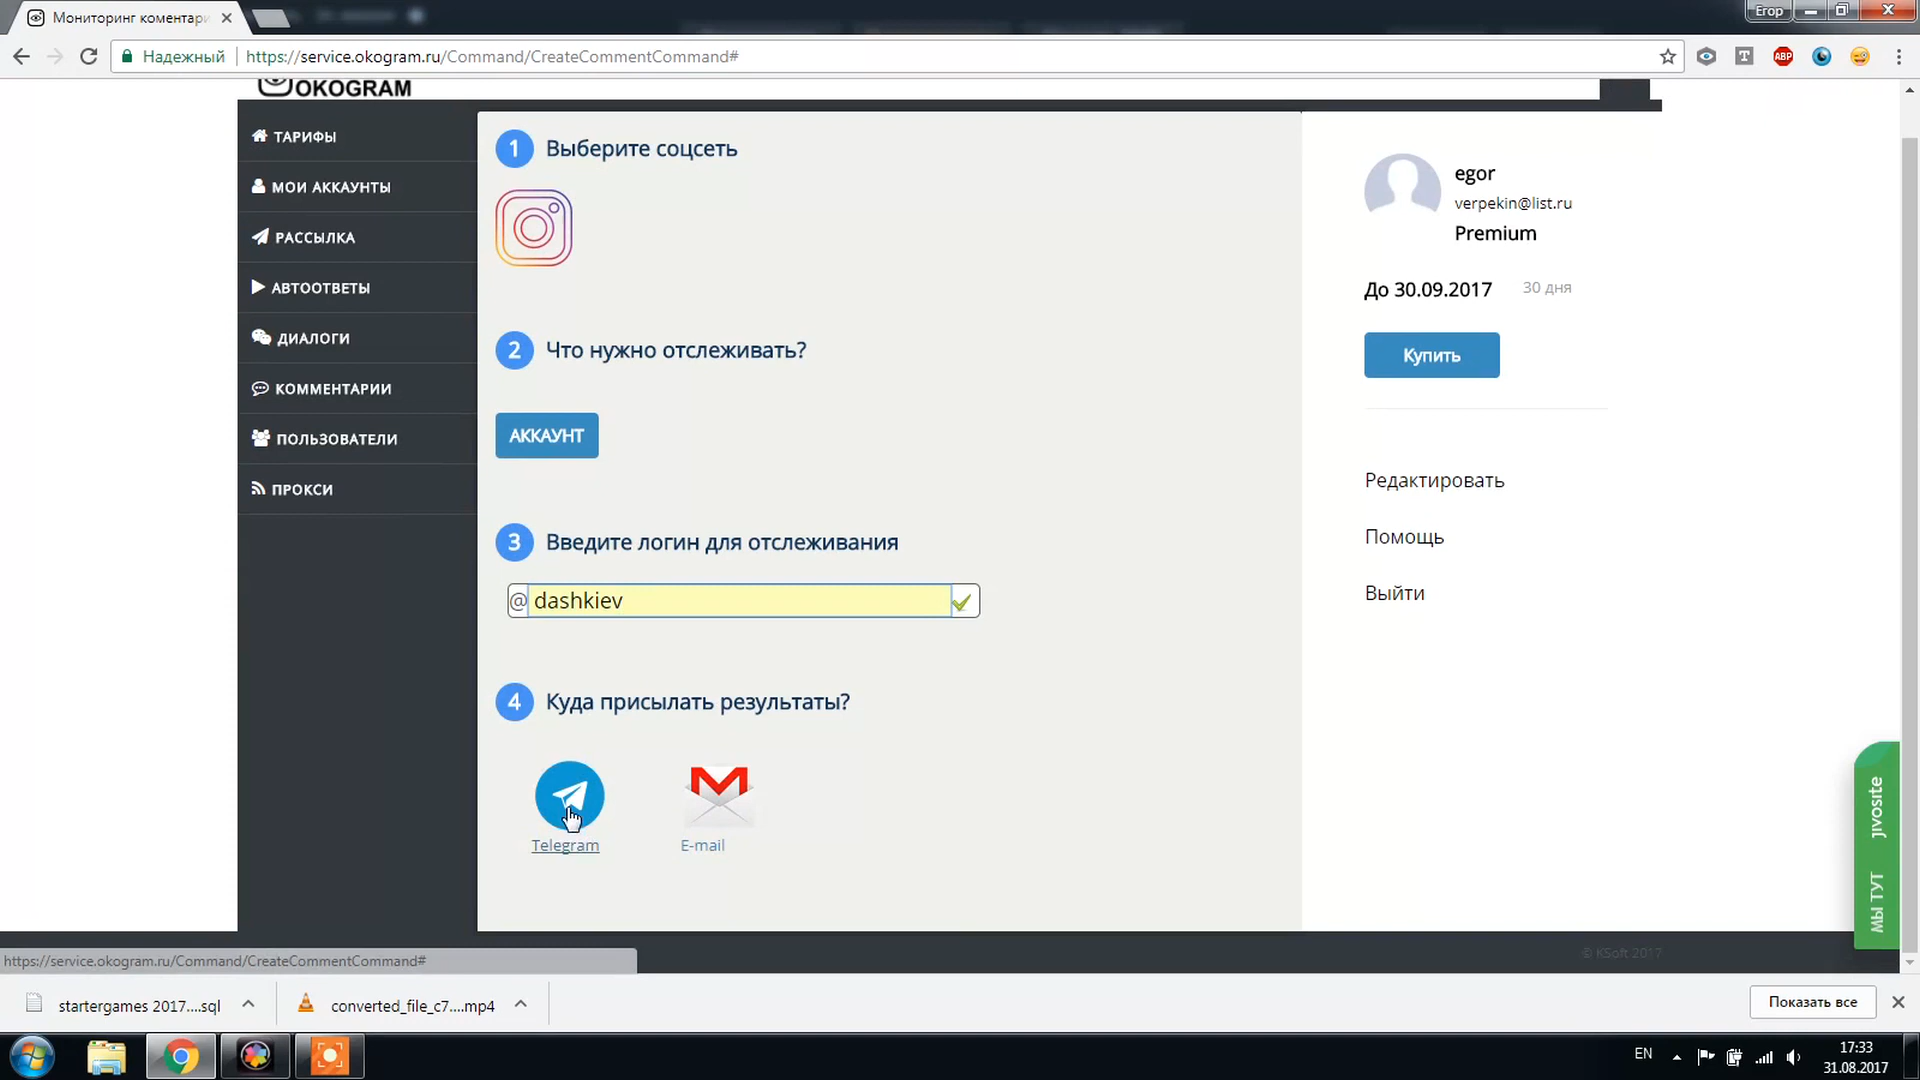 Мониторинг коментари
Егор
Надежный
https://service.okogram.ru/Command/CreateCommentCommand#
T
ABP
OKOGRAM
ТАРИФЫ
МОИ АККАУНТЫ
РАССЫЛКА
АВТООТВЕТЫ
ДИАЛОГИ
КОММЕНТАРИИ
ПОЛЬЗОВАТЕЛИ
ПРОКСИ
1 Выберите соцсеть
2 Что нужно отслеживать?
АККАУНТ
3 Введите логин для отслеживания
@ dashkiev
4 Куда присылать результаты?
Telegram
E-mail
egor
verpekin@list.ru
Premium
До 30.09.2017
30 дня
Купить
Редактировать
Помощь
Выйти
jivosite
МЫ ТУТ
© KSoft 2017
https://service.okogram.ru/Command/CreateCommentCommand#
startergames 2017....sql
converted_file_c7....mp4
Показать все
EN
17:33
31.08.2017